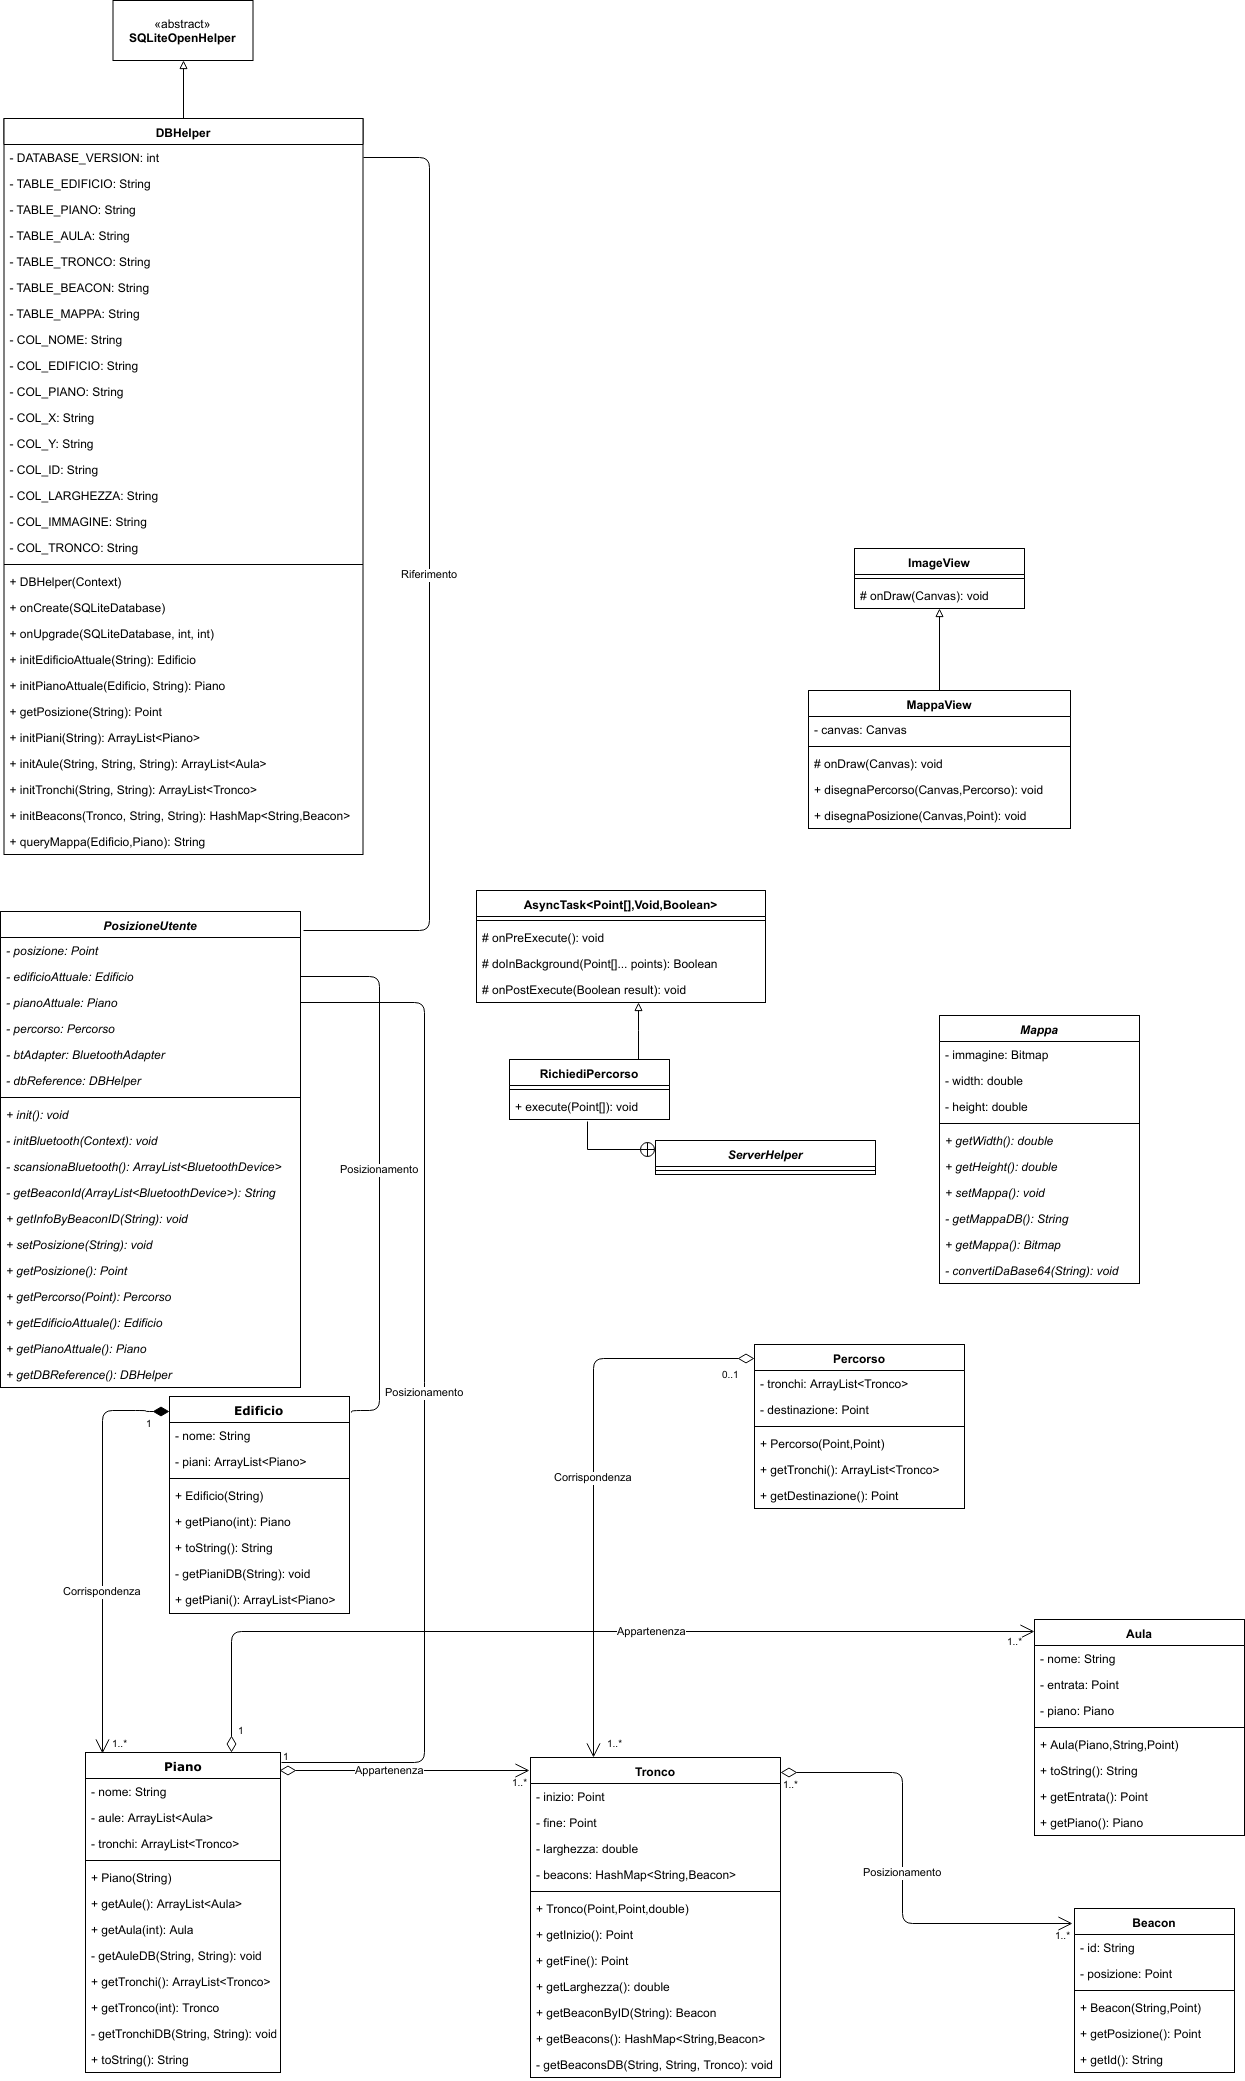 «abstract»
SQLiteOpenHelper
DBHelper
- DATABASE_VERSION: int
- TABLE_EDIFICIO: String
- TABLE_PIANO: String
- TABLE_AULA: String
- TABLE_TRONCO: String
- TABLE_BEACON: String
- TABLE_MAPPA: String
- COL_NOME: String
- COL_EDIFICIO: String
- COL_PIANO: String
- COL_X: String
- COL_Y: String
- COL_ID: String
- COL_LARGHEZZA: String
- COL_IMMAGINE: String
- COL_TRONCO: String
+ DBHelper(Context)
+ onCreate(SQLiteDatabase)
+ onUpgrade(SQLiteDatabase, int, int)
+ initEdificioAttuale(String): Edificio
+ initPianoAttuale(Edificio, String): Piano
+ getPosizione(String): Point
+ initPiani(String): ArrayList<Piano>
+ initAule(String, String, String): ArrayList<Aula>
+ initTronchi(String, String): ArrayList<Tronco>
+ initBeacons(Tronco, String, String): HashMap<String,Beacon>
+ queryMappa(Edificio,Piano): String
Riferimento
ImageView
# onDraw(Canvas): void
MappaView
- canvas: Canvas
# onDraw(Canvas): void
+ disegnaPercorso(Canvas,Percorso): void
+ disegnaPosizione(Canvas,Point): void
PosizioneUtente
- posizione: Point
- edificioAttuale: Edificio
- pianoAttuale: Piano
- percorso: Percorso
- btAdapter: BluetoothAdapter
- dbReference: DBHelper
+ init(): void
- initBluetooth(Context): void
- scansionaBluetooth(): ArrayList<BluetoothDevice>
- getBeaconId(ArrayList<BluetoothDevice>): String
+ getInfoByBeaconID(String): void
+ setPosizione(String): void
+ getPosizione(): Point
+ getPercorso(Point): Percorso
+ getEdificioAttuale(): Edificio
+ getPianoAttuale(): Piano
+ getDBReference(): DBHelper
Posizionamento
Posizionamento
AsyncTask<Point[],Void,Boolean>
# onPreExecute(): void
# doInBackground(Point[]... points): Boolean
# onPostExecute(Boolean result): void
RichiediPercorso
+ execute(Point[]): void
ServerHelper
Mappa
- immagine: Bitmap
- width: double
- height: double
+ getWidth(): double
+ getHeight(): double
+ setMappa(): void
- getMappaDB(): String
+ getMappa(): Bitmap
- convertiDaBase64(String): void
Percorso
- tronchi: ArrayList<Tronco>
- destinazione: Point
+ Percorso(Point,Point)
+ getTronchi(): ArrayList<Tronco>
+ getDestinazione(): Point
0..1
Corrispondenza
1..*
Edificio
- nome: String
- piani: ArrayList<Piano>
+ Edificio(String)
+ getPiano(int): Piano
+ toString(): String
- getPianiDB(String): void
+ getPiani(): ArrayList<Piano>
1
Corrispondenza
1..*
Appartenenza
1
1..*
Aula
- nome: String
- entrata: Point
- piano: Piano
+ Aula(Piano,String,Point)
+ toString(): String
+ getEntrata(): Point
+ getPiano(): Piano
Piano
- nome: String
- aule: ArrayList<Aula>
- tronchi: ArrayList<Tronco>
+ Piano(String)
+ getAule(): ArrayList<Aula>
+ getAula(int): Aula
- getAuleDB(String, String): void
+ getTronchi(): ArrayList<Tronco>
+ getTronco(int): Tronco
- getTronchiDB(String, String): void
+ toString(): String
1
Appartenenza
1..*
Tronco
- inizio: Point
- fine: Point
- larghezza: double
- beacons: HashMap<String,Beacon>
+ Tronco(Point,Point,double)
+ getInizio(): Point
+ getFine(): Point
+ getLarghezza(): double
+ getBeaconByID(String): Beacon
+ getBeacons(): HashMap<String,Beacon>
- getBeaconsDB(String, String, Tronco): void
1..*
Posizionamento
1..*
Beacon
- id: String
- posizione: Point
+ Beacon(String,Point)
+ getPosizione(): Point
+ getId(): String